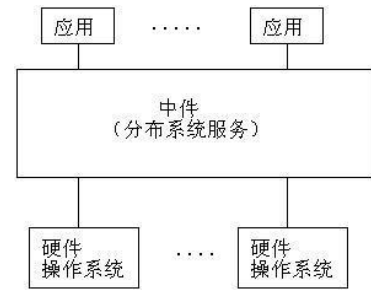 应用 ····· 应用
中件
（分布系统服务）
硬件 ···· 硬件
操作系统 操作系统